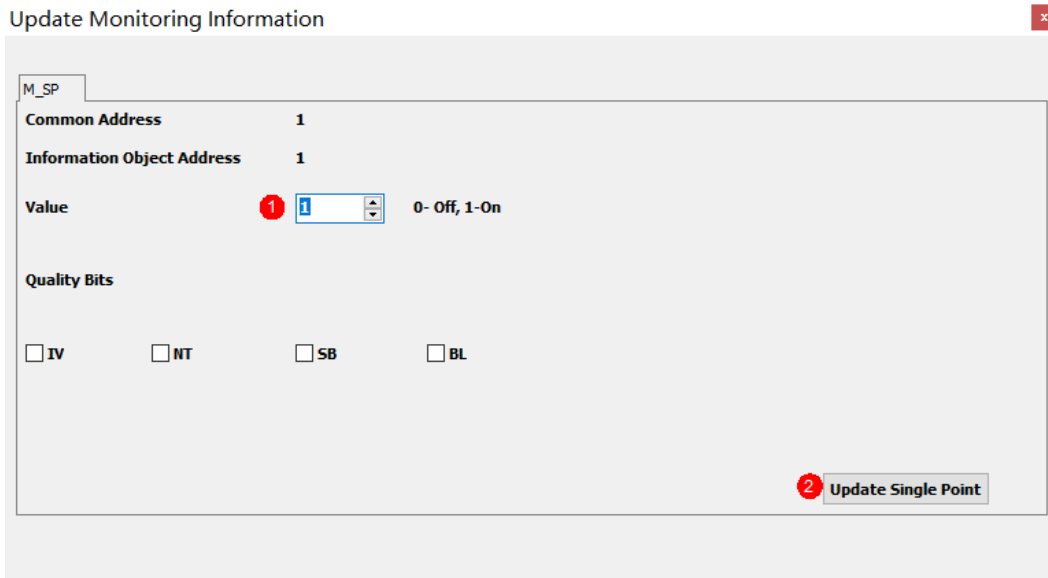 Update Monitoring Information
x
M_SP
Common Address 1
Information Object Address 1
Value 1 1 0- Off, 1-On
Quality Bits
IV NT SB BL
2 Update Single Point